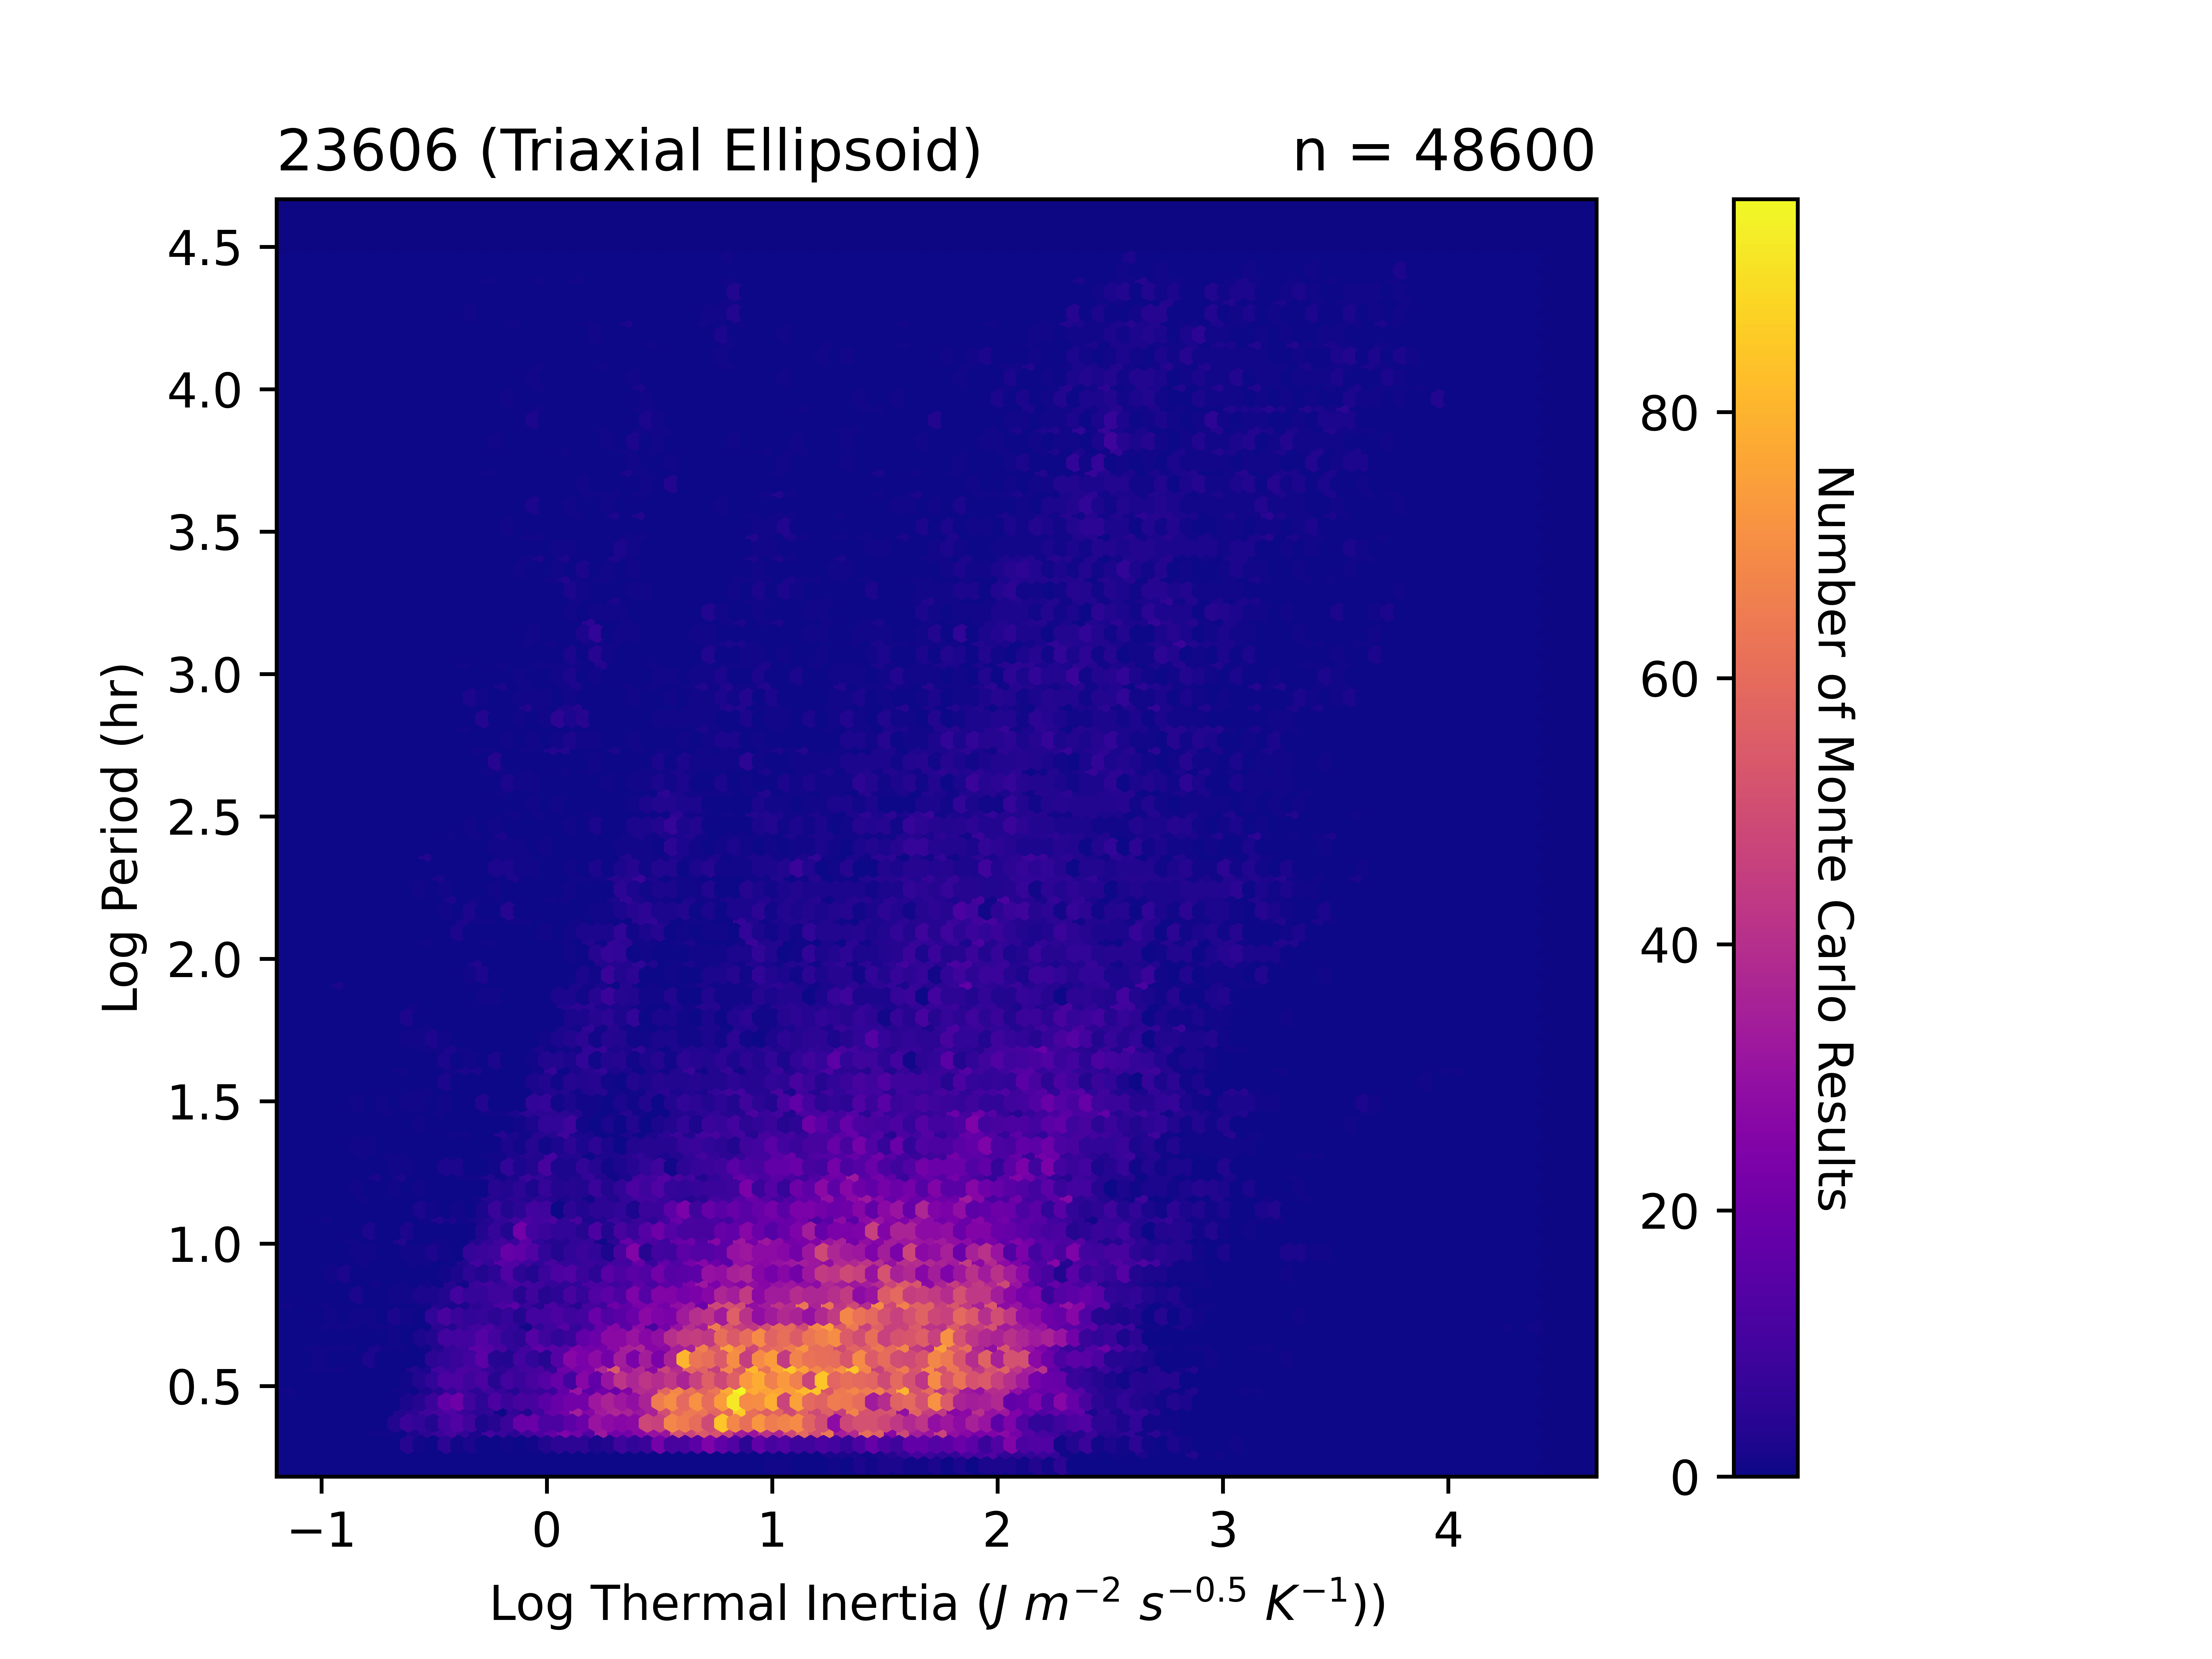 23606 (Triaxial Ellipsoid)
n = 48600
4.5
4.0
3.5
3.0
2.5
2.0
1.5
1.0
0.5
Log Period (hr)
−1 0 1 2 3 4
Log Thermal Inertia (J m⁻² s⁻⁰·⁵ K⁻¹))
80
60
40
20
0
Number of Monte Carlo Results